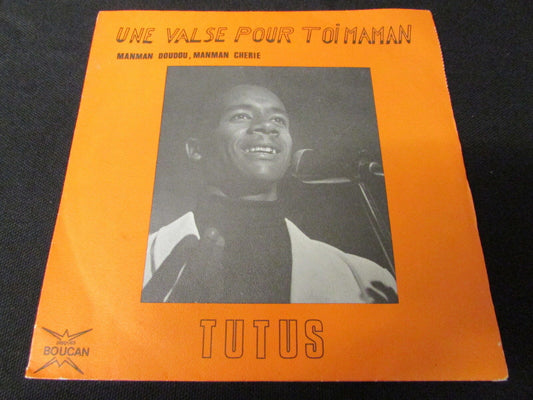 UNE VALSE POUR TOI MAMAN
MANMAN DOUDOU, MANMAN CHERIE
TUTUS
disques
BOUCAN